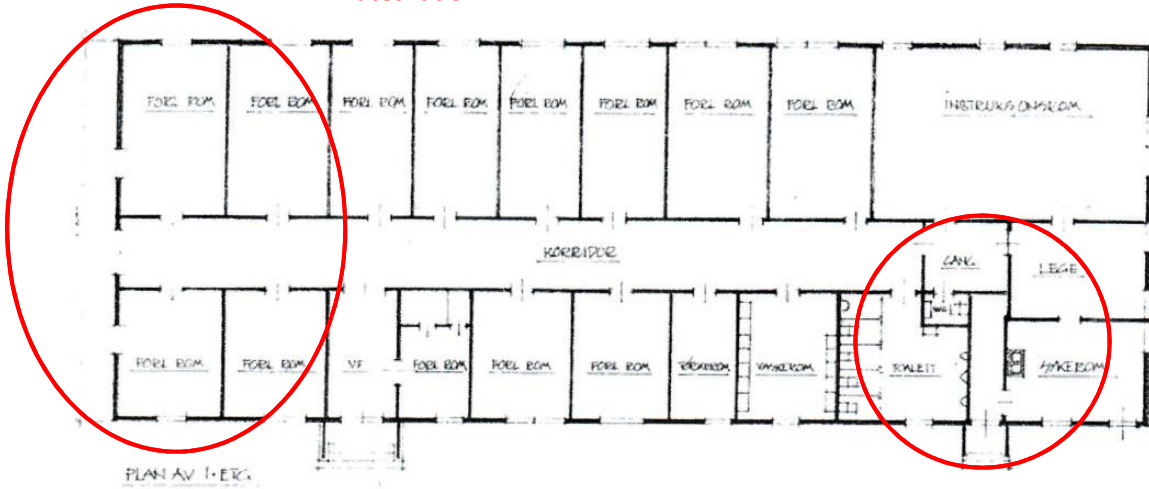 FORL ROM
FORL ROM
FORL ROM
FORL ROM
FORL ROM
FORL ROM
FORL ROM
FORL ROM
KORRIDOR
GANG
LEGE
W.C.
FORL ROM
FORL ROM
VF
FORL ROM
FORL ROM
FORL ROM
TØRKEROM
VASKEROM
TOALETT
SYKEROM
PLAN AV 1. ETG.